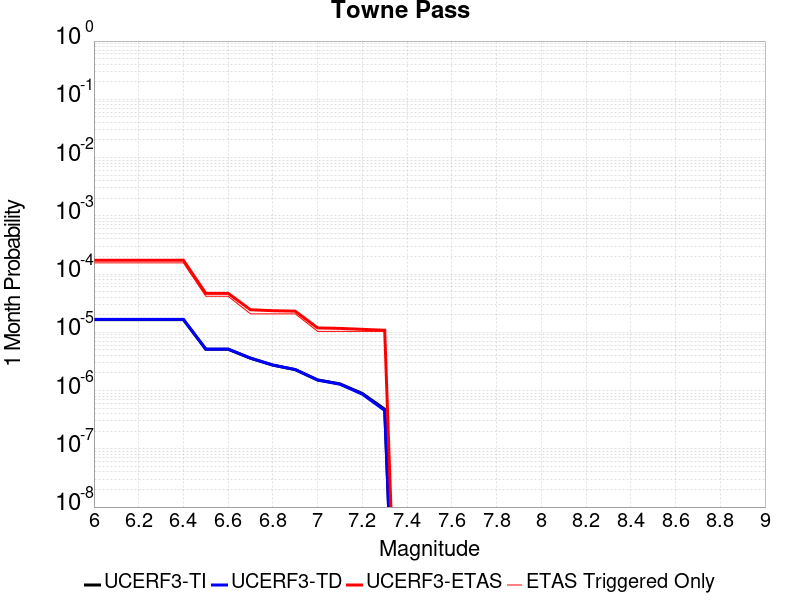 Towne Pass
1 Month Probability
10^0
10^-1
10^-2
10^-3
10^-4
10^-5
10^-6
10^-7
10^-8
6 6.2 6.4 6.6 6.8 7 7.2 7.4 7.6 7.8 8 8.2 8.4 8.6 8.8 9
Magnitude
UCERF3-TI UCERF3-TD UCERF3-ETAS ETAS Triggered Only